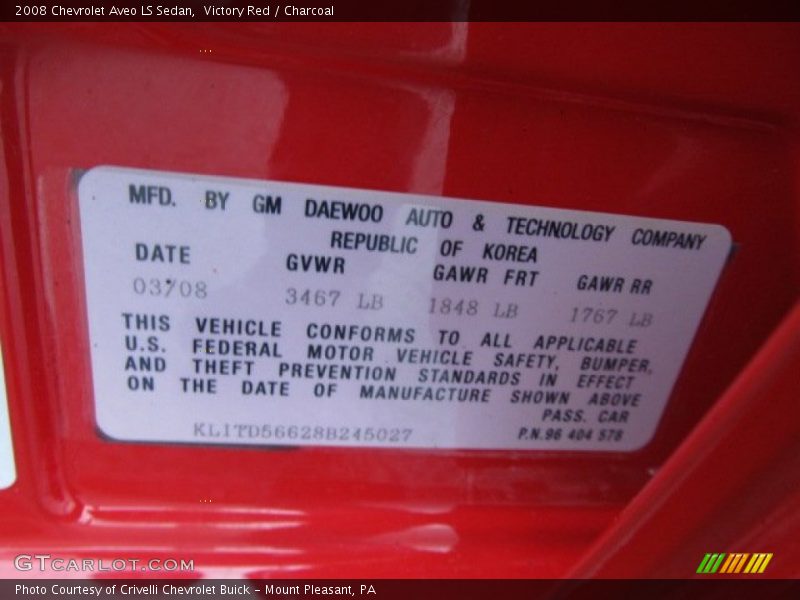 2008 Chevrolet Aveo LS Sedan, Victory Red / Charcoal
MFD. BY GM DAEWOO AUTO & TECHNOLOGY COMPANY
REPUBLIC OF KOREA
DATE GVWR GAWR FRT GAWR RR
03/08 3467 LB 1848 LB 1767 LB
THIS VEHICLE CONFORMS TO ALL APPLICABLE
U.S. FEDERAL MOTOR VEHICLE SAFETY, BUMPER,
AND THEFT PREVENTION STANDARDS IN EFFECT
ON THE DATE OF MANUFACTURE SHOWN ABOVE
PASS. CAR
KL1TD56628B245027 P.N.96 404 578
GTCARLOT.COM
Photo Courtesy of Crivelli Chevrolet Buick - Mount Pleasant, PA